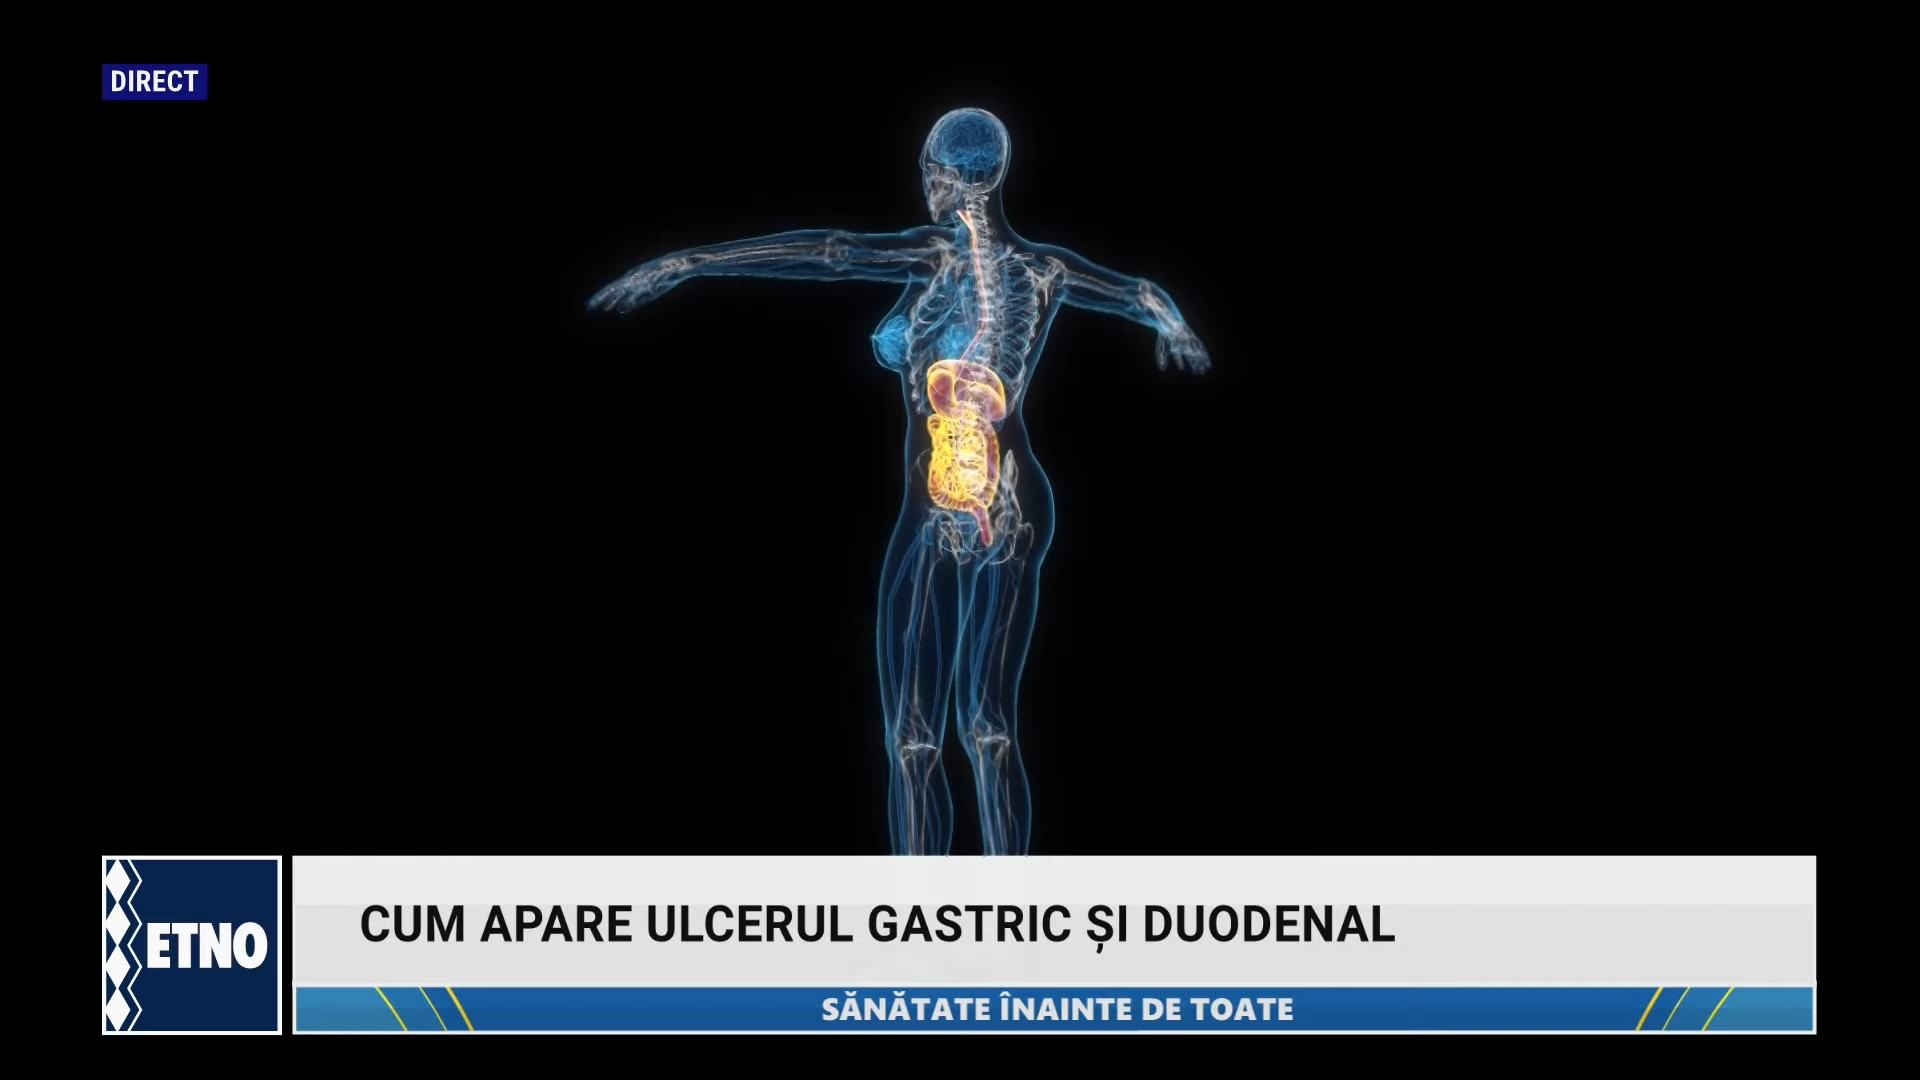 DIRECT
ETNO
CUM APARE ULCERUL GASTRIC ȘI DUODENAL
SĂNĂTATE ÎNAINTE DE TOATE